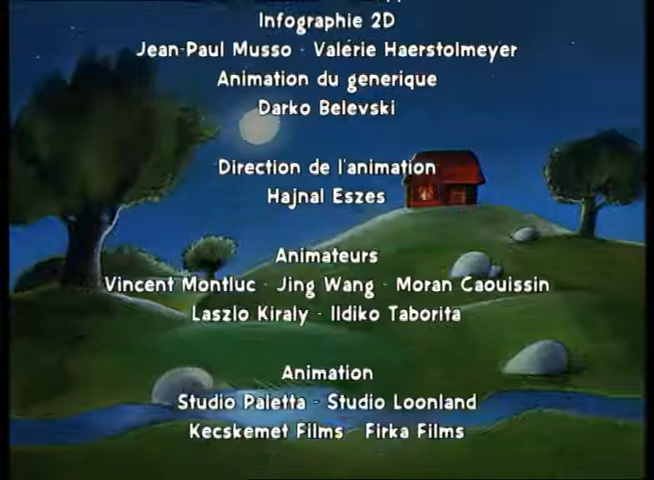 Infographie 2D
Jean-Paul Musso - Valérie Haerstolmeyer
Animation du generique
Darko Belevski
Direction de l'animation
Hajnal Eszes
Animateurs
Vincent Montluc - Jing Wang - Moran Caouissin
Laszlo Kiraly - Ildiko Taborita
Animation
Studio Paletta - Studio Loonland
Kecskemet Films - Firka Films